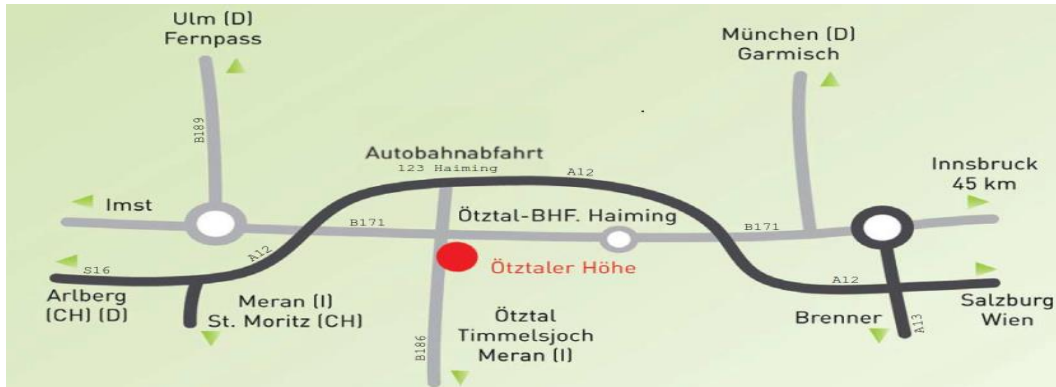 Ulm (D)
Fernpass
München (D)
Garmisch
B189
Autobahnabfahrt
123 Haiming
A12
Innsbruck
45 km
Imst
B171
Ötztal-BHF. Haiming
B171
S16
A12
Ötztaler Höhe
A12
Arlberg
(CH) (D)
Meran (I)
St. Moritz (CH)
Ötztal
Timmelsjoch
Meran (I)
B186
Brenner
A13
Salzburg
Wien